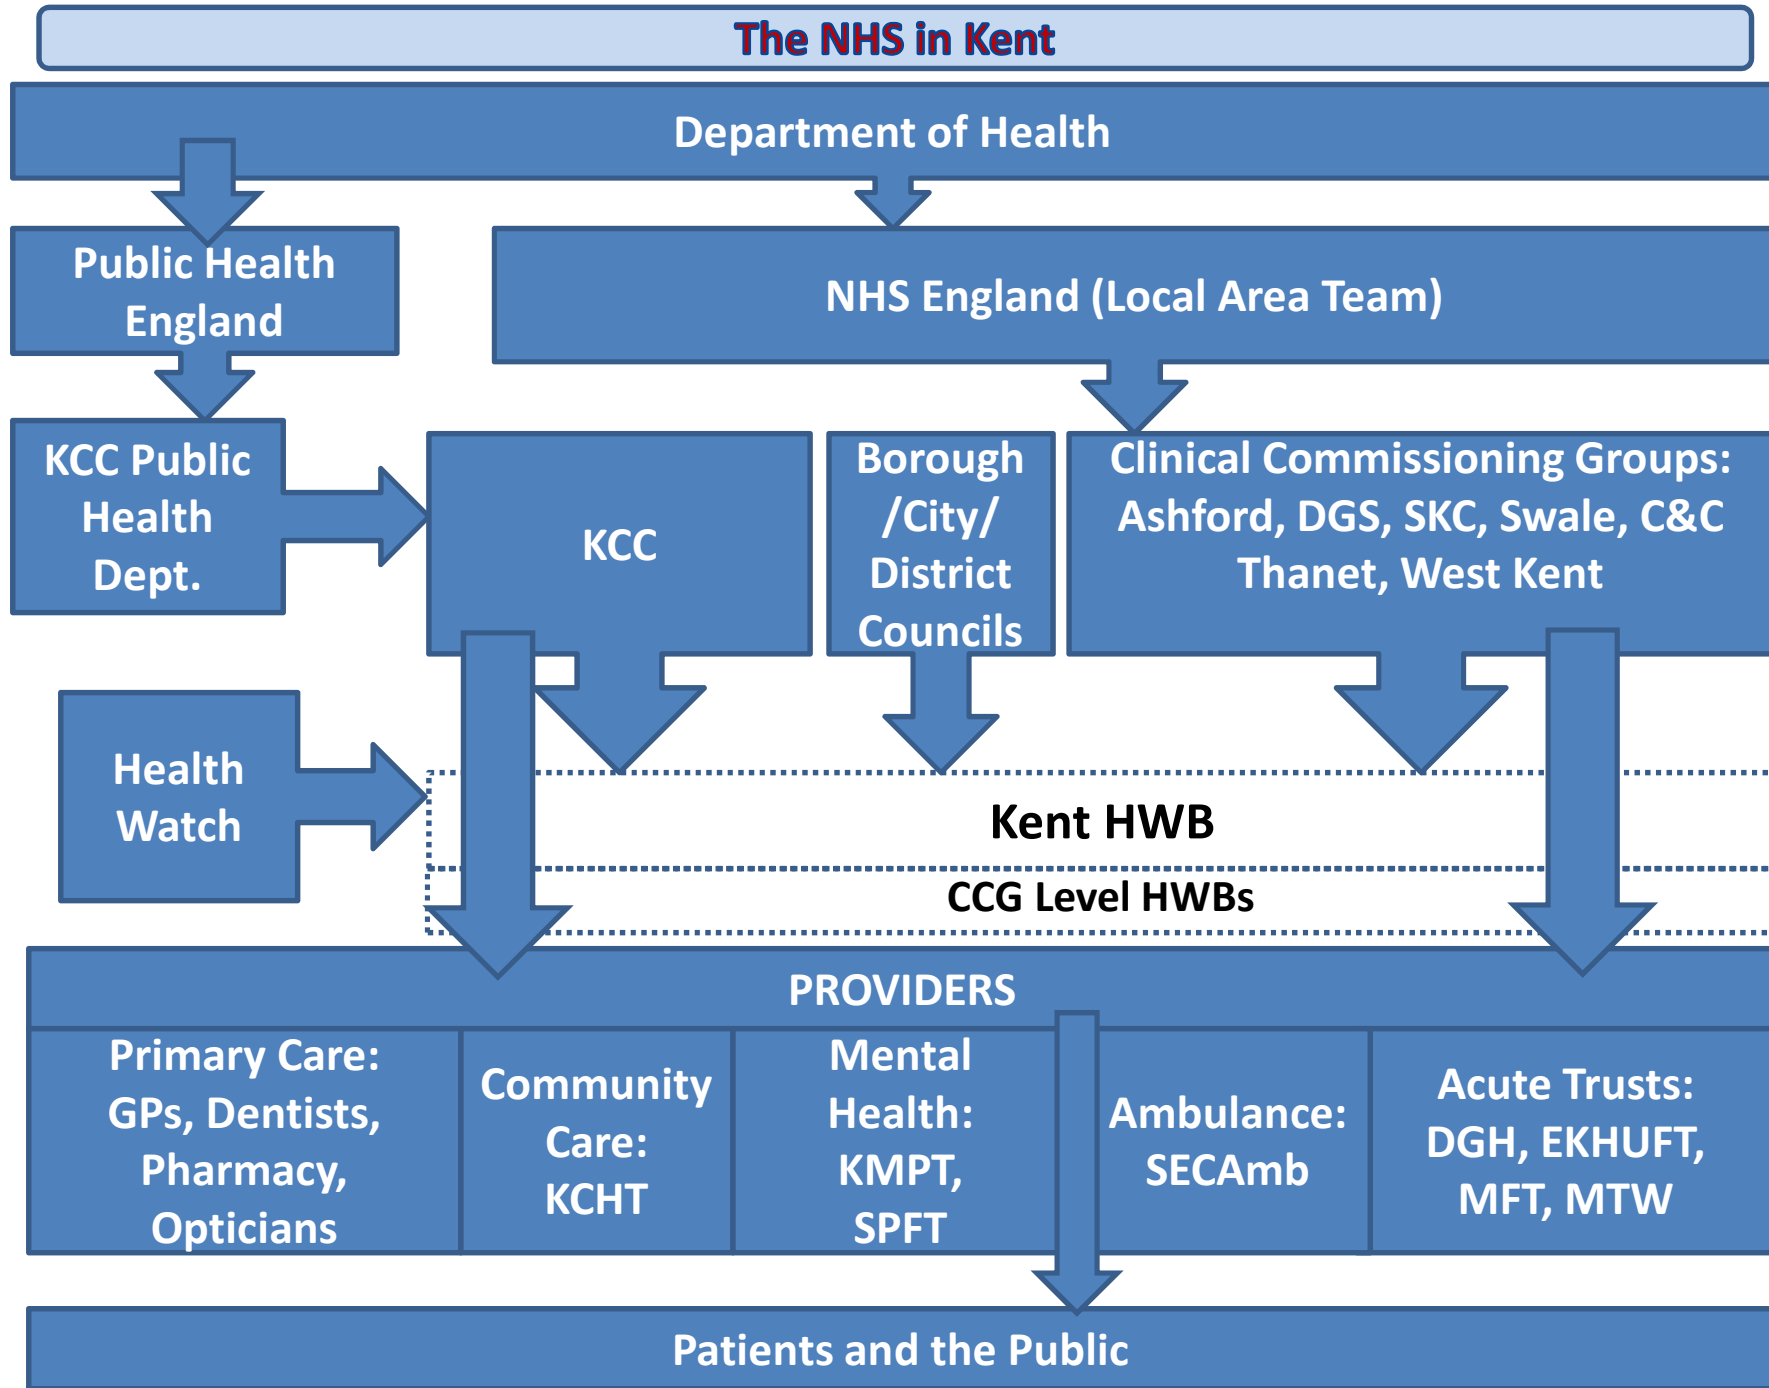 The NHS in Kent
Department of Health
Public Health
England
NHS England (Local Area Team)
KCC Public
Health
Dept.
KCC
Borough
/City/
District
Councils
Clinical Commissioning Groups:
Ashford, DGS, SKC, Swale, C&C
Thanet, West Kent
Health
Watch
Kent HWB
CCG Level HWBs
PROVIDERS
Primary Care:
GPs, Dentists,
Pharmacy,
Opticians
Community
Care:
KCHT
Mental
Health:
KMPT,
SPFT
Ambulance:
SECAmb
Acute Trusts:
DGH, EKHUFT,
MFT, MTW
Patients and the Public